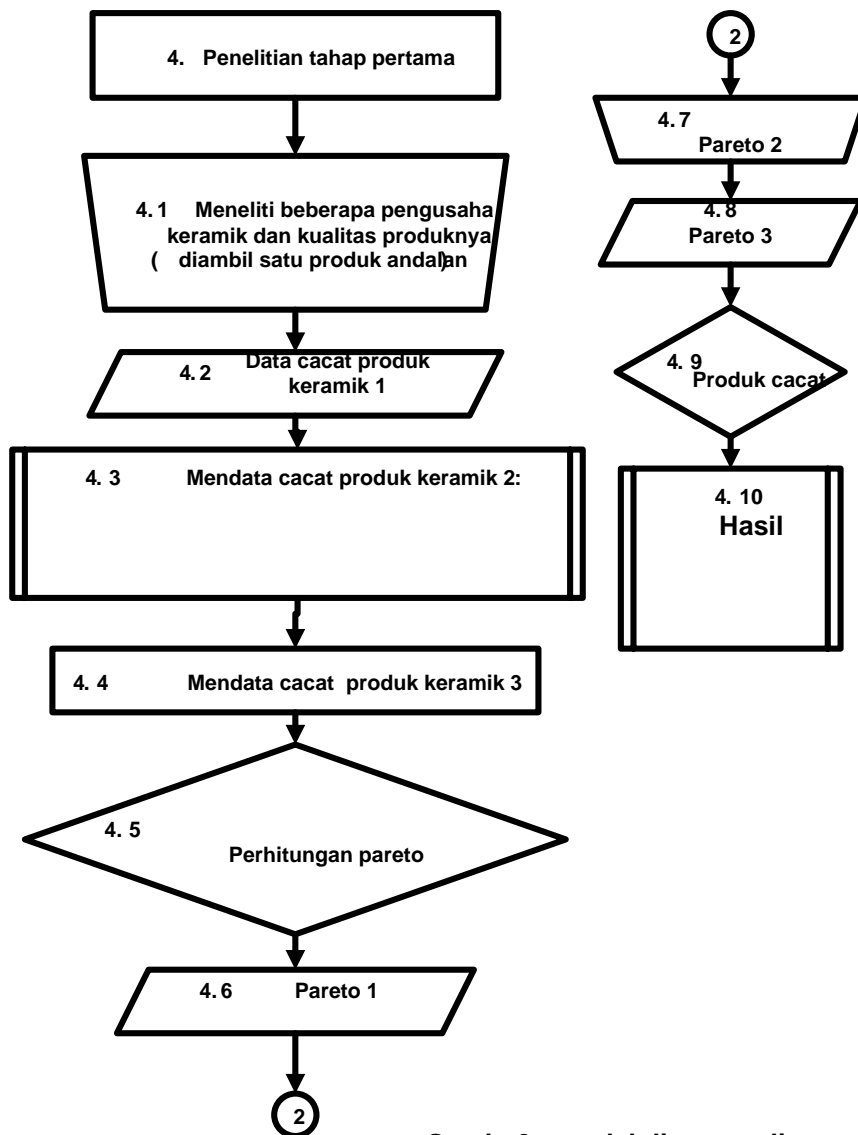 4. Penelitian tahap pertama
4. 1 Meneliti beberapa pengusaha
keramik dan kualitas produknya
( diambil satu produk andalan)
4. 2 Data cacat produk
keramik 1
4. 3 Mendata cacat produk keramik 2:
4. 4 Mendata cacat produk keramik 3
4. 5
Perhitungan pareto
4. 6 Pareto 1
2
2
4. 7
Pareto 2
4. 8
Pareto 3
4. 9
Produk cacat
4. 10
Hasil